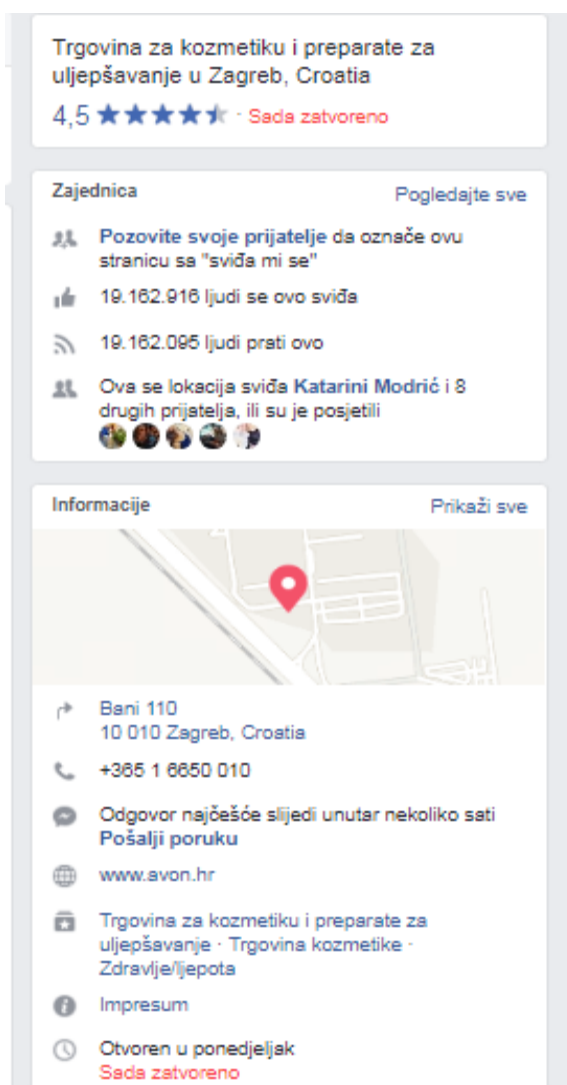 Trgovina za kozmetiku i preparate za
uljepšavanje u Zagreb, Croatia
4,5 ★★★★★ · Sada zatvoreno
Zajednica
Pogledajte sve
Pozovite svoje prijatelje da označe ovu
stranicu sa "sviđa mi se"
19.162.916 ljudi se ovo sviđa
19.162.095 ljudi prati ovo
Ova se lokacija sviđa Katarini Modrić i 8
drugih prijatelja, ili su je posjetili
Informacije
Prikaži sve
Bani 110
10 010 Zagreb, Croatia
+365 1 6650 010
Odgovor najčešće slijedi unutar nekoliko sati
Pošalji poruku
www.avon.hr
Trgovina za kozmetiku i preparate za
uljepšavanje · Trgovina kozmetike ·
Zdravlje/ljepota
Impresum
Otvoren u ponedjeljak
Sada zatvoreno